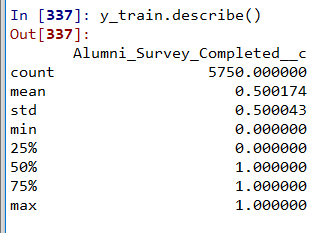 In [337]: y_train.describe()
Out[337]:
Alumni_Survey_Completed__c
count 5750.000000
mean 0.500174
std 0.500043
min 0.000000
25% 0.000000
50% 1.000000
75% 1.000000
max 1.000000